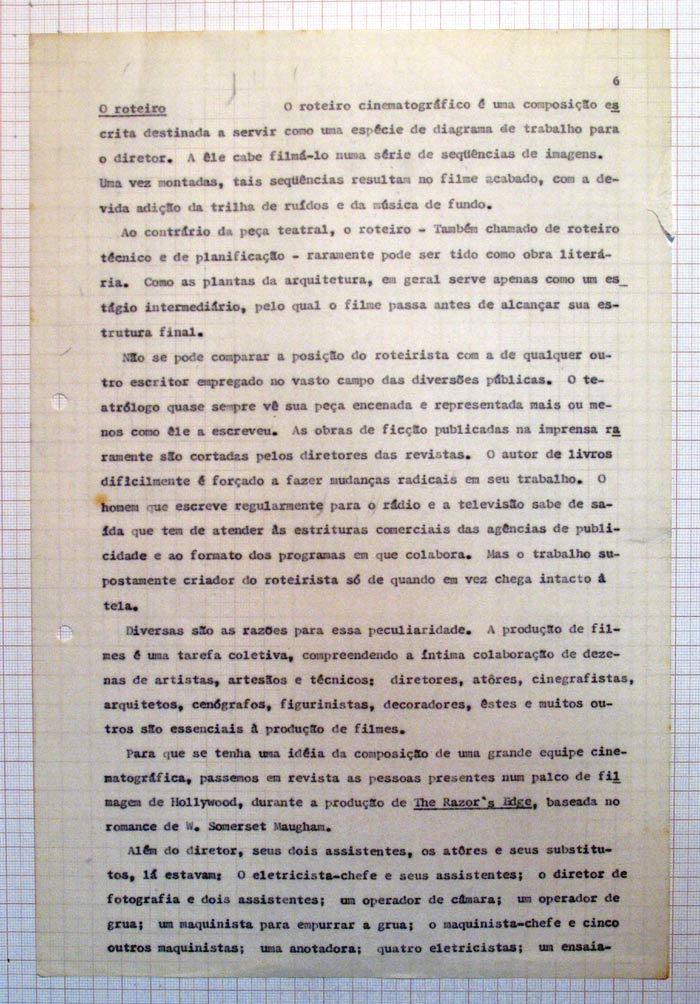 6
O roteiro O roteiro cinematográfico é uma composição es
crita destinada a servir como uma espécie de diagrama de trabalho para
o diretor. A êle cabe filmá-lo numa série de seqüências de imagens.
Uma vez montadas, tais seqüências resultam no filme acabado, com a de-
vida adição da trilha de ruídos e da música de fundo.
Ao contrário da peça teatral, o roteiro - Também chamado de roteiro
técnico e de planificação - raramente pode ser tido como obra literá-
ria. Como as plantas da arquitetura, em geral serve apenas como um es_
tágio intermediário, pelo qual o filme passa antes de alcançar sua es-
trutura final.
Não se pode comparar a posição do roteirista com a de qualquer ou-
tro escritor empregado no vasto campo das diversões públicas. O te-
atrólogo quase sempre vê sua peça encenada e representada mais ou me-
nos como êle a escreveu. As obras de ficção publicadas na imprensa ra
ramente são cortadas pelos diretores das revistas. O autor de livros
dificilmente é forçado a fazer mudanças radicais em seu trabalho. O
homem que escreve regularmente para o rádio e a televisão sabe de sa-
ída que tem de atender às estrituras comerciais das agências de publi-
cidade e ao formato dos programas em que colabora. Mas o trabalho su-
postamente criador do roteirista só de quando em vez chega intacto à
tela.
Diversas são as razões para essa peculiaridade. A produção de fil-
mes é uma tarefa coletiva, compreendendo a íntima colaboração de deze-
nas de artistas, artesãos e técnicos: diretores, atôres, cinegrafistas,
arquitetos, cenógrafos, figurinistas, decoradores, êstes e muitos ou-
tros são essenciais à produção de filmes.
Para que se tenha uma idéia da composição de uma grande equipe cine-
matográfica, passemos em revista as pessoas presentes num palco de fil
magem de Hollywood, durante a produção de The Razor's Edge, baseada no
romance de W. Somerset Maugham.
Além do diretor, seus dois assistentes, os atôres e seus substitu-
tos, lá estavam: O eletricista-chefe e seus assistentes; o diretor de
fotografia e dois assistentes; um operador de câmara; um operador de
grua; um maquinista para empurrar a grua; o maquinista-chefe e cinco
outros maquinistas; uma anotadora; quatro eletricistas; um ensaia-